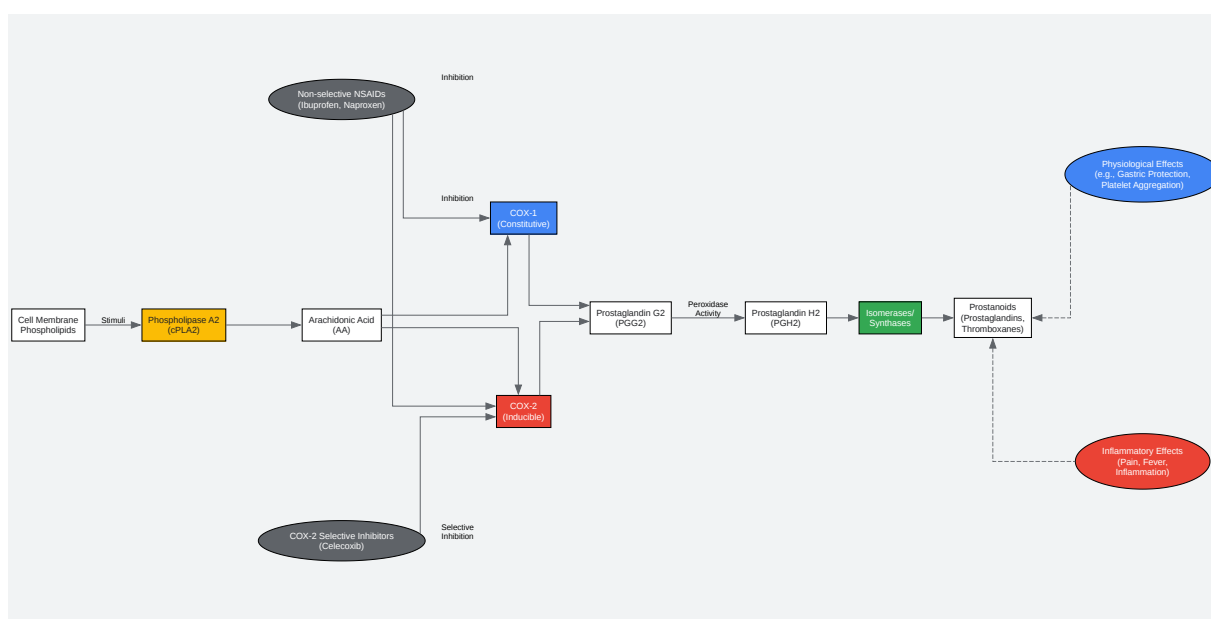 Inhibition
Non-selective NSAIDs
(Ibuprofen, Naproxen)
Physiological Effects
(e.g., Gastric Protection,
Platelet Aggregation)
Inhibition
COX-1
(Constitutive)
Cell Membrane
Phospholipids
Stimuli
Phospholipase A2
(cPLA2)
Arachidonic Acid
(AA)
Prostaglandin G2
(PGG2)
Peroxidase
Activity
Prostaglandin H2
(PGH2)
Isomerases/
Synthases
Prostanoids
(Prostaglandins,
Thromboxanes)
COX-2
(Inducible)
Inflammatory Effects
(Pain, Fever,
Inflammation)
COX-2 Selective Inhibitors
(Celecoxib)
Selective
Inhibition